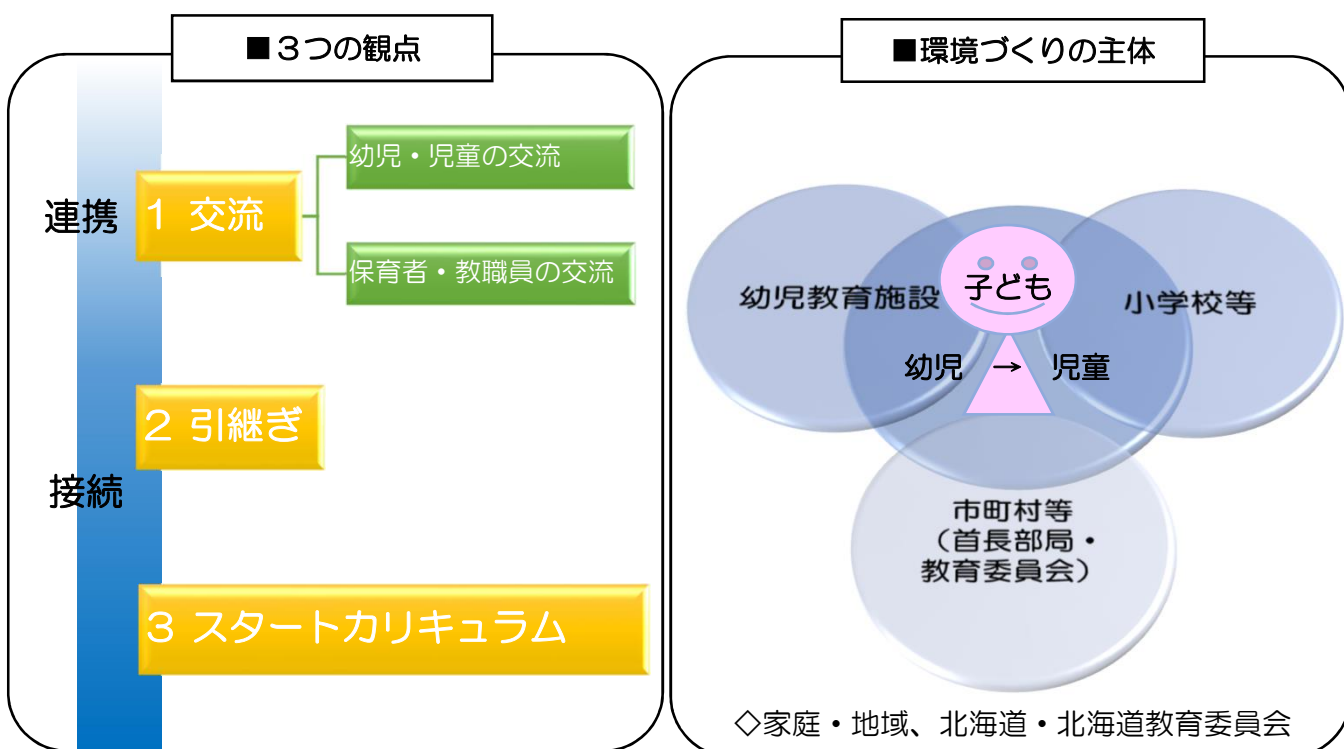 ■３つの観点
連携
１ 交流
幼児・児童の交流
保育者・教職員の交流
２ 引継ぎ
接続
３ スタートカリキュラム
■環境づくりの主体
幼児教育施設
子ども
小学校等
幼児 → 児童
市町村等
（首長部局・
教育委員会）
◇家庭・地域、北海道・北海道教育委員会